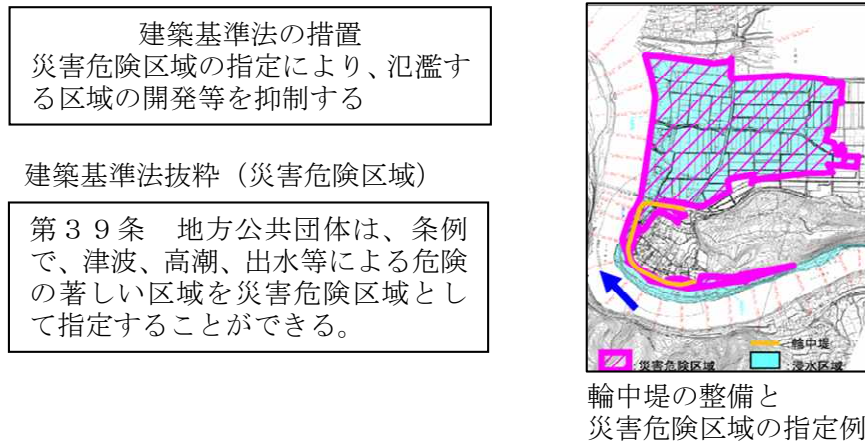 建築基準法の措置
災害危険区域の指定により、氾濫す
る区域の開発等を抑制する
建築基準法抜粋（災害危険区域）
第３９条　地方公共団体は、条例
で、津波、高潮、出水等による危険
の著しい区域を災害危険区域とし
て指定することができる。
輪中堤
災害危険区域
浸水区域
輪中堤の整備と
災害危険区域の指定例